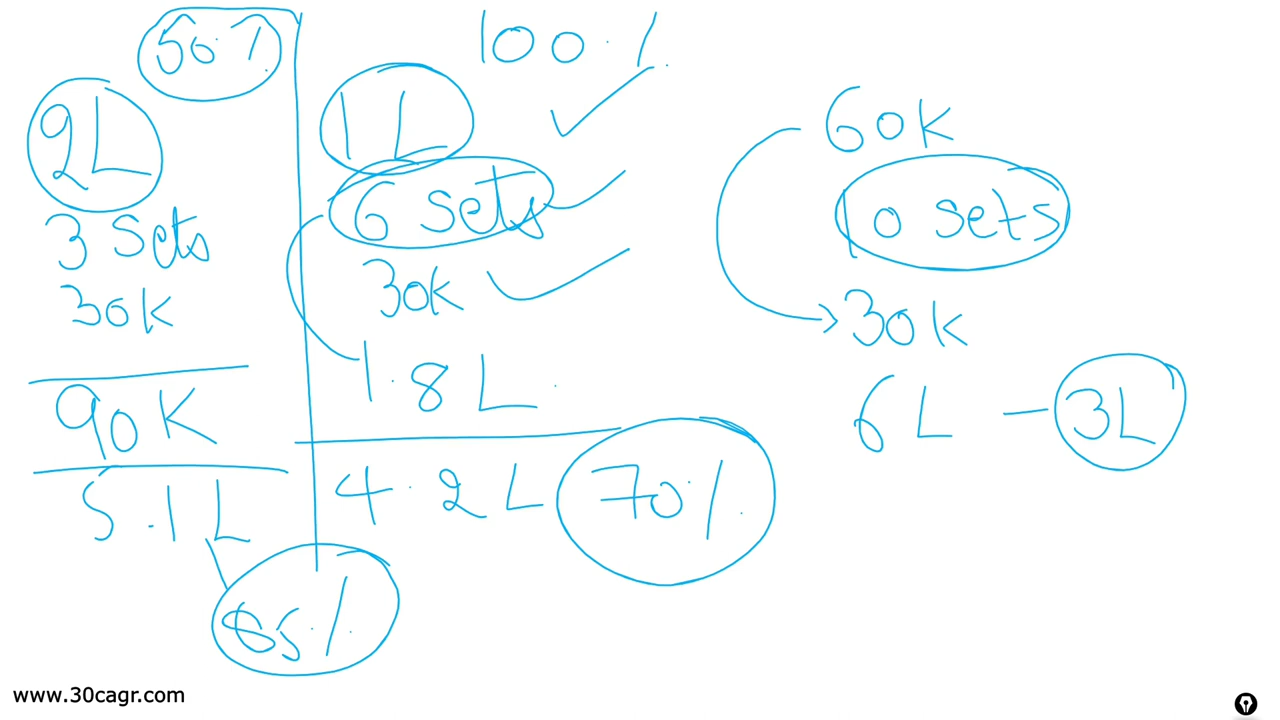 50%
2L
3 Sets
30K
90K
5.1L
85%
100%
1L
6 Sets
30K
1.8L
4.2L 70%
60K
10 sets
30K
6L - 3L
www.30cagr.com